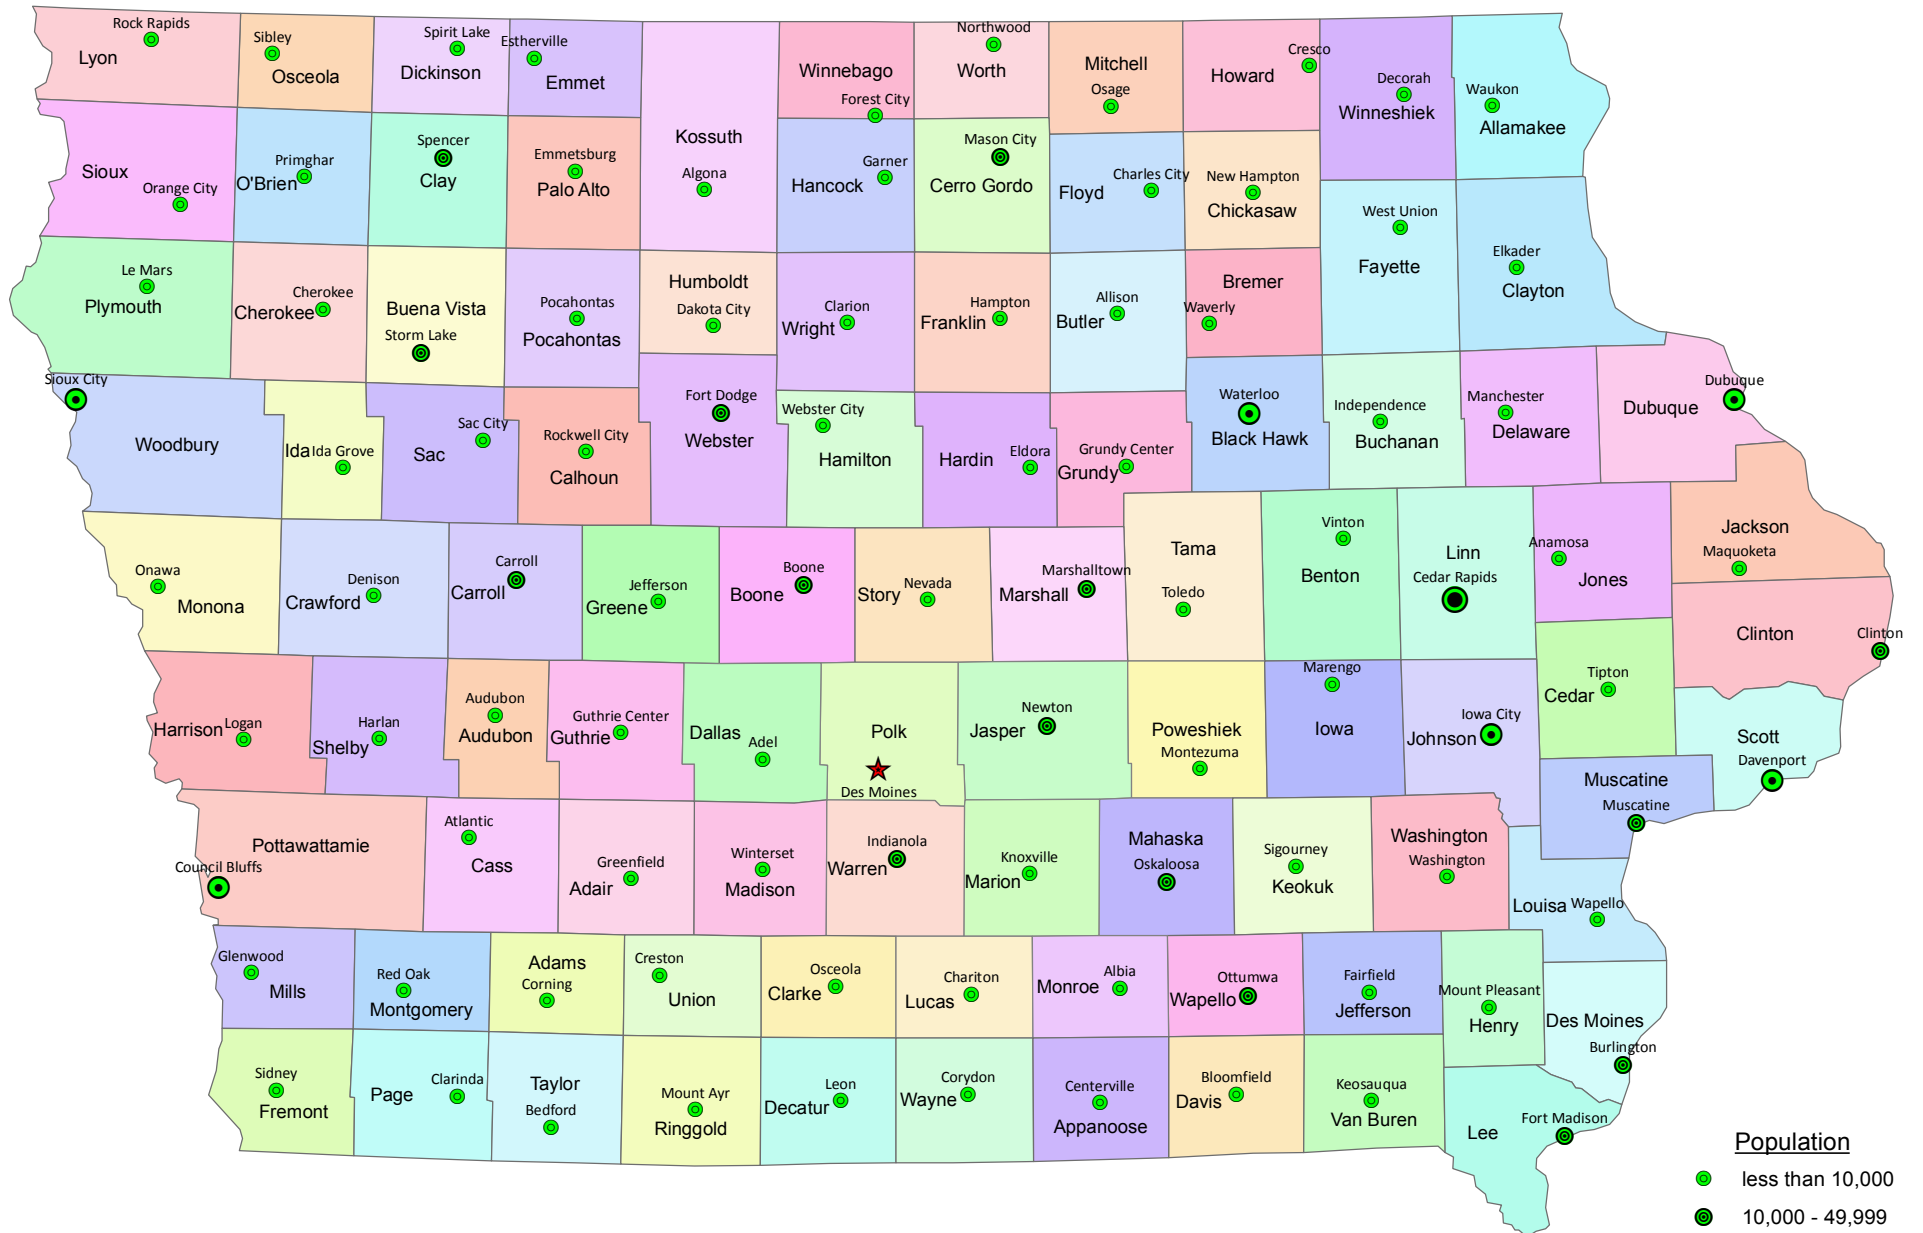 Rock Rapids
Lyon
Sibley
Osceola
Spirit Lake
Dickinson
Estherville
Emmet
Kossuth
Algona
Winnebago
Forest City
Northwood
Worth
Mitchell
Osage
Cresco
Howard
Decorah
Winneshiek
Waukon
Allamakee
Sioux
Orange City
Primghar
O'Brien
Spencer
Clay
Emmetsburg
Palo Alto
Garner
Hancock
Mason City
Cerro Gordo
Charles City
Floyd
New Hampton
Chickasaw
West Union
Fayette
Elkader
Clayton
Le Mars
Plymouth
Cherokee
Cherokee
Buena Vista
Storm Lake
Pocahontas
Pocahontas
Humboldt
Dakota City
Clarion
Wright
Hampton
Franklin
Allison
Butler
Bremer
Waverly
Sioux City
Woodbury
Ida
Ida Grove
Sac City
Sac
Rockwell City
Calhoun
Fort Dodge
Webster
Webster City
Hamilton
Hardin
Eldora
Grundy Center
Grundy
Waterloo
Black Hawk
Independence
Buchanan
Manchester
Delaware
Dubuque
Dubuque
Onawa
Monona
Denison
Crawford
Carroll
Carroll
Jefferson
Greene
Boone
Boone
Nevada
Story
Marshalltown
Marshall
Tama
Toledo
Vinton
Benton
Linn
Cedar Rapids
Anamosa
Jones
Jackson
Maquoketa
Clinton
Clinton
Harrison
Logan
Harlan
Shelby
Audubon
Audubon
Guthrie Center
Guthrie
Dallas
Adel
Polk
Des Moines
Newton
Jasper
Poweshiek
Montezuma
Marengo
Iowa
Iowa City
Johnson
Tipton
Cedar
Scott
Davenport
Muscatine
Muscatine
Pottawattamie
Council Bluffs
Atlantic
Cass
Greenfield
Adair
Winterset
Madison
Indianola
Warren
Knoxville
Marion
Mahaska
Oskaloosa
Sigourney
Keokuk
Washington
Washington
Louisa
Wapello
Glenwood
Mills
Red Oak
Montgomery
Adams
Corning
Creston
Union
Osceola
Clarke
Chariton
Lucas
Albia
Monroe
Ottumwa
Wapello
Fairfield
Jefferson
Mount Pleasant
Henry
Des Moines
Burlington
Sidney
Fremont
Clarinda
Page
Taylor
Bedford
Mount Ayr
Ringgold
Leon
Decatur
Corydon
Wayne
Centerville
Appanoose
Bloomfield
Davis
Keosauqua
Van Buren
Fort Madison
Lee
Population
less than 10,000
10,000 - 49,999